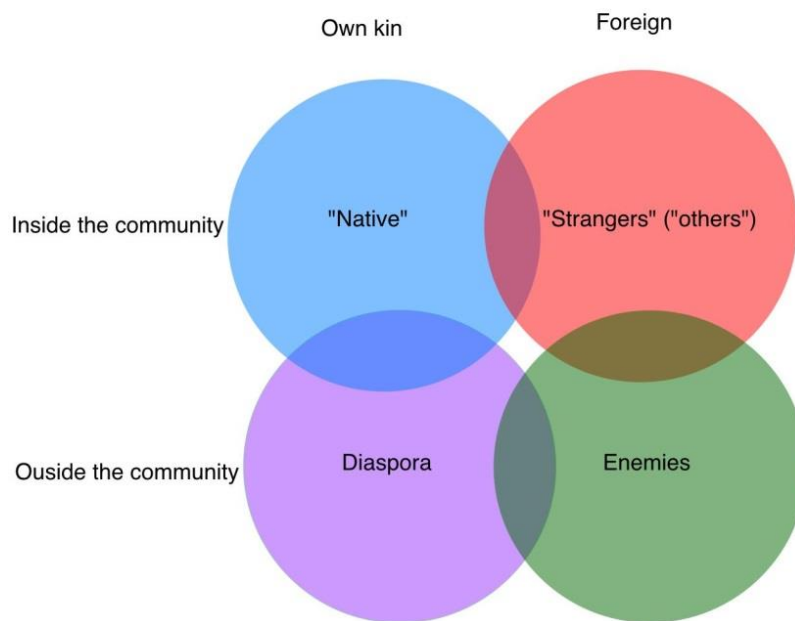 Own kin
Foreign
Inside the community
"Native"
"Strangers" ("others")
Ouside the community
Diaspora
Enemies